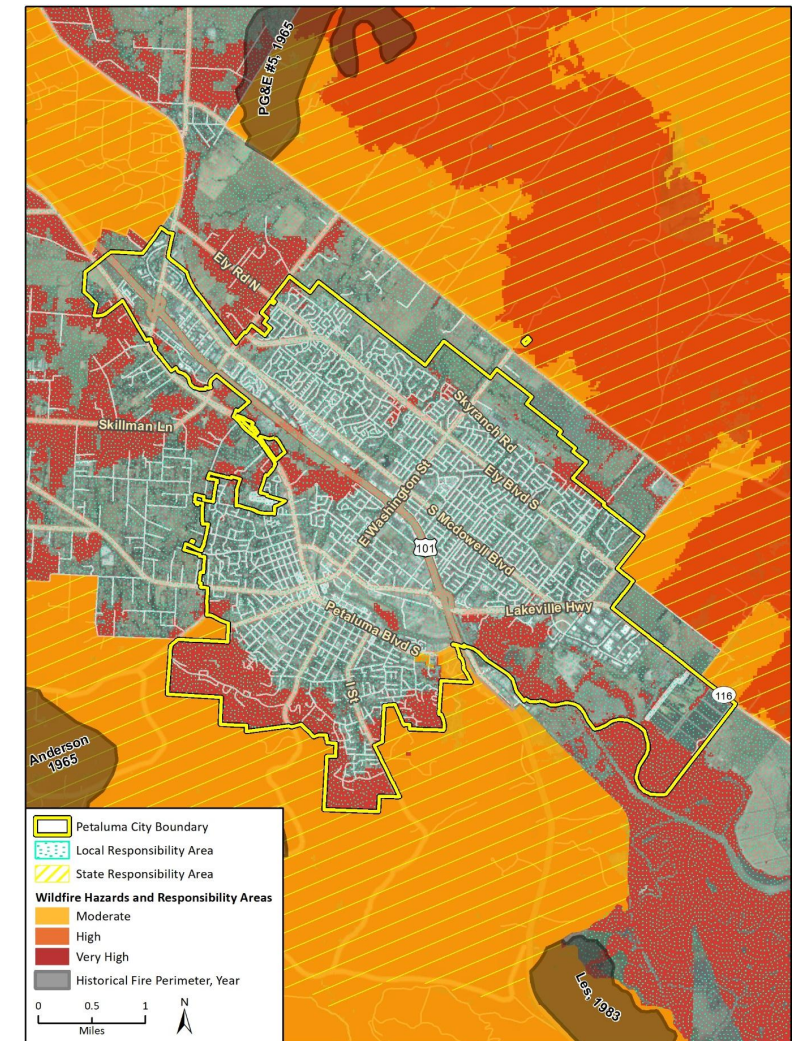 PG&E #5, 1965
Ely Rd N
Skillman Ln
Skyranch Rd
Ely Blvd S
E Washington St
S Mcdowell Blvd
101
Lakeville Hwy
Petaluma Blvd S
I St
116
Anderson
1965
Les, 1983
Petaluma City Boundary
Local Responsibility Area
State Responsibility Area
Wildfire Hazards and Responsibility Areas
Moderate
High
Very High
Historical Fire Perimeter, Year
0 0.5 1
Miles
N